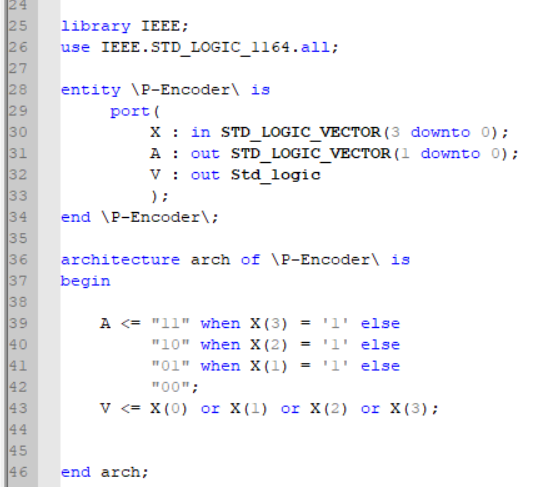 24
25 library IEEE;
26 use IEEE.STD_LOGIC_1164.all;
27
28 entity \P-Encoder\ is
29 port(
30 X : in STD_LOGIC_VECTOR(3 downto 0);
31 A : out STD_LOGIC_VECTOR(1 downto 0);
32 V : out Std_logic
33 );
34 end \P-Encoder\;
35
36 architecture arch of \P-Encoder\ is
37 begin
38
39 A <= "11" when X(3) = '1' else
40 "10" when X(2) = '1' else
41 "01" when X(1) = '1' else
42 "00";
43 V <= X(0) or X(1) or X(2) or X(3);
44
45
46 end arch;